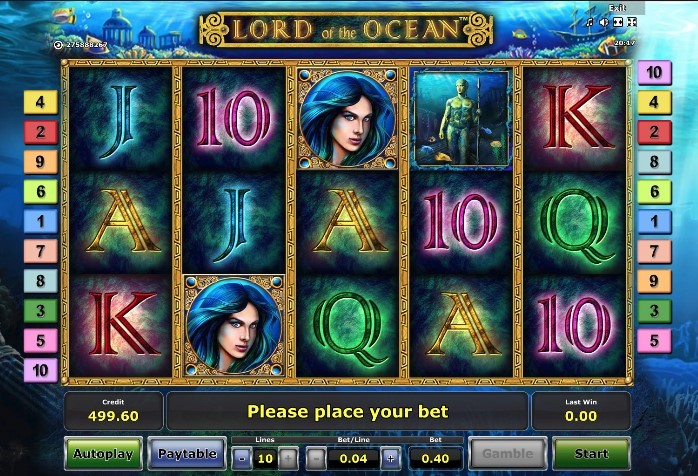 Exit
LORD of the OCEAN™
275888267
20:17
J 10 K
A J A 10 Q
K Q A 10
4
2
9
6
1
7
8
3
5
10
10
4
2
8
6
1
7
9
3
5
Credit
499.60
Please place your bet
Last Win
0.00
Autoplay
Paytable
Lines
- 10 +
Bet/Line
- 0.04 +
Bet
0.40
Gamble
Start